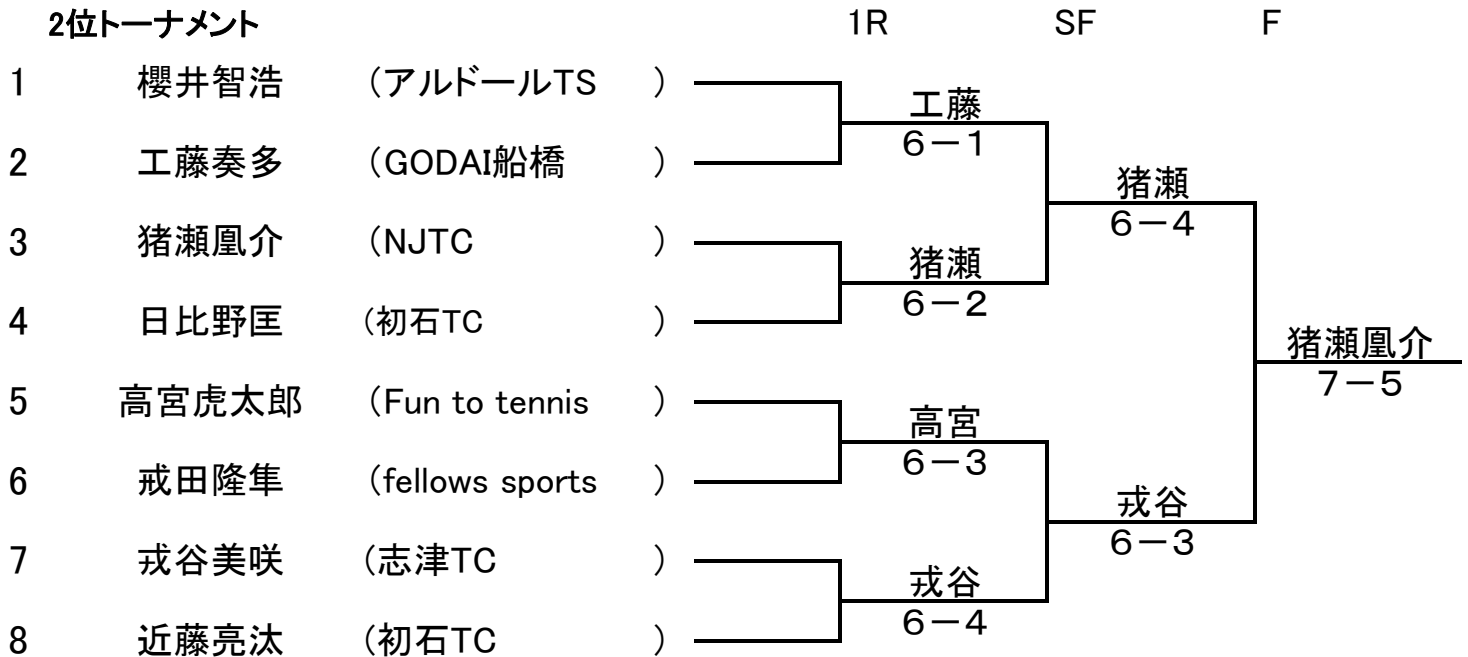 2位トーナメント 1R SF F
1 櫻井智浩 (アルドールTS )
工藤
6－1
2 工藤奏多 (GODAI船橋 )
猪瀬
6－4
3 猪瀬凰介 (NJTC )
猪瀬
6－2
4 日比野匡 (初石TC )
猪瀬凰介
7－5
5 高宮虎太郎 (Fun to tennis )
高宮
6－3
6 戒田隆隼 (fellows sports )
戎谷
6－3
7 戎谷美咲 (志津TC )
戎谷
6－4
8 近藤亮汰 (初石TC )